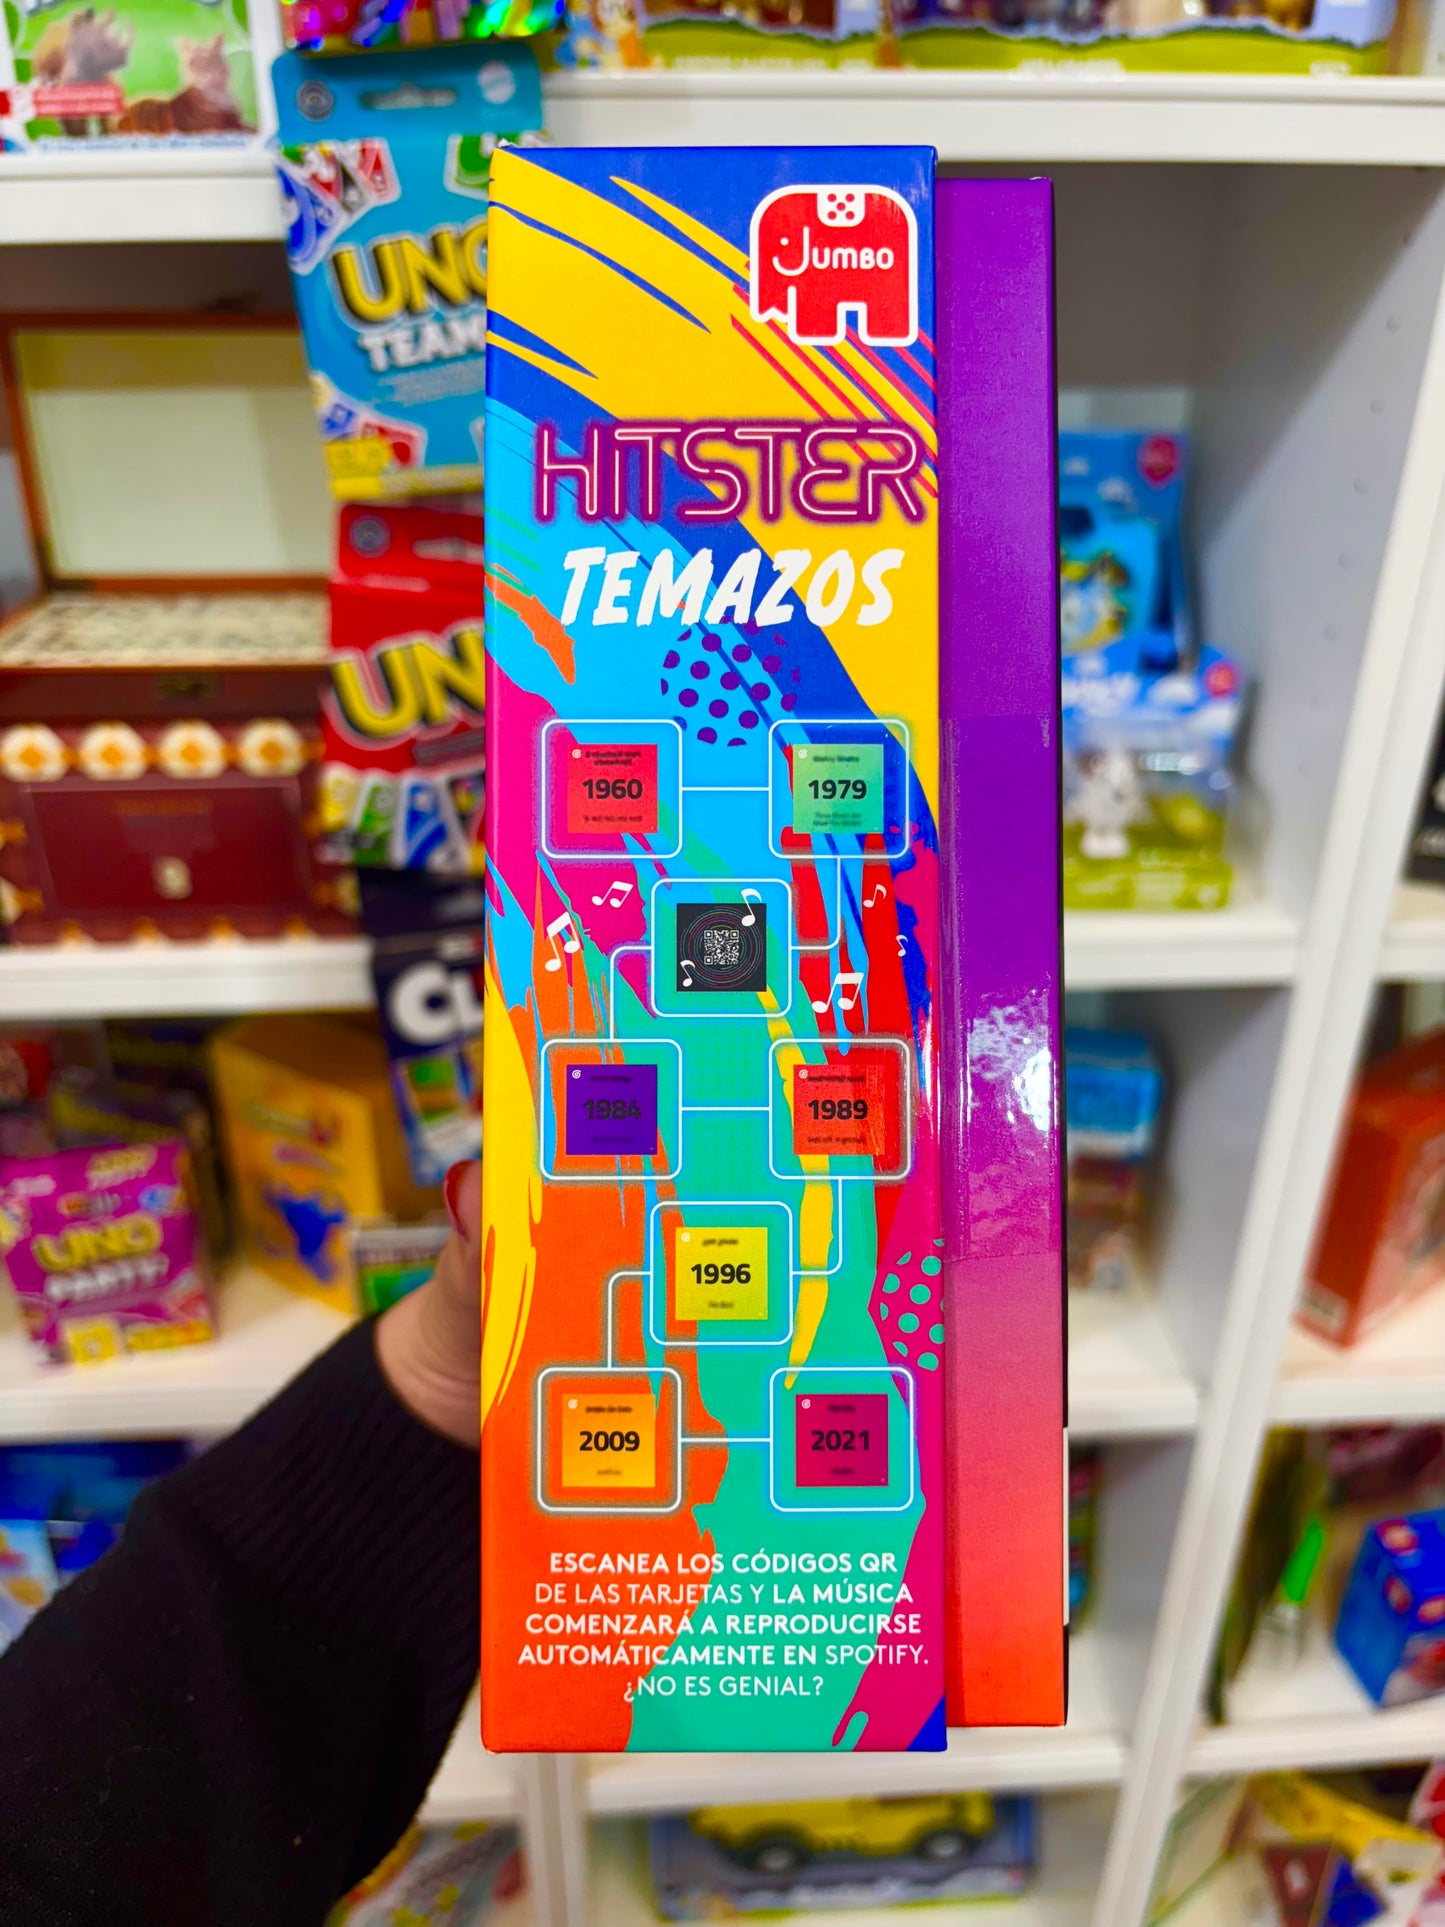 JUMBO
HITSTER
TEMAZOS
1960
1979
1984
1989
1996
2009
2021
ESCANEA LOS CÓDIGOS QR
DE LAS TARJETAS Y LA MÚSICA
COMENZARÁ A REPRODUCIRSE
AUTOMÁTICAMENTE EN SPOTIFY.
¿NO ES GENIAL?
UNO
TEAM
UNO
UNO
PARTY